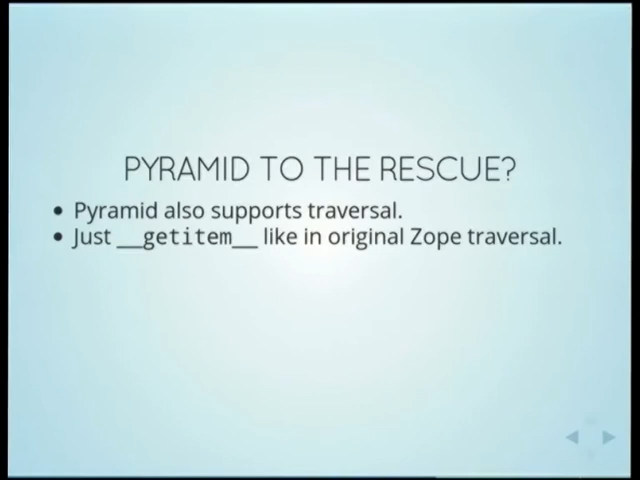 PYRAMID TO THE RESCUE?
• Pyramid also supports traversal.
• Just __getitem__ like in original Zope traversal.